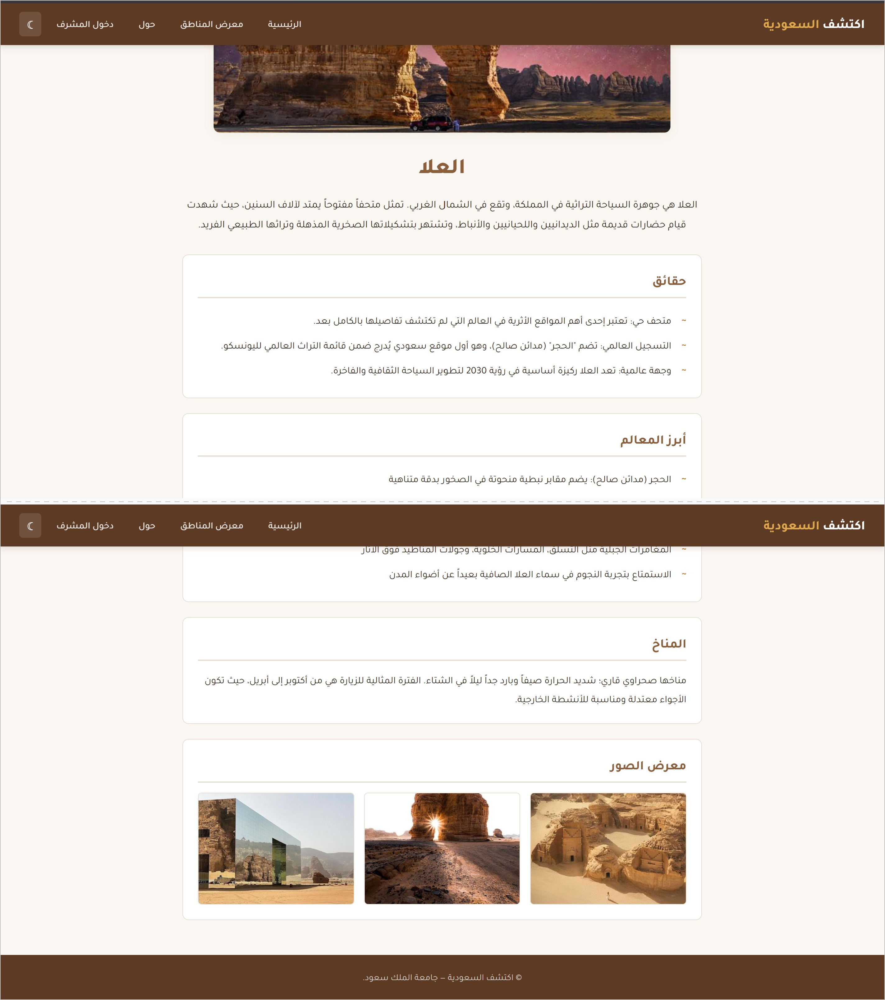 اكتشف السعودية
الرئيسية
معرض المناطق
حول
دخول المشرف
العلا
العلا هي جوهرة السياحة التراثية في المملكة، وتقع في الشمال الغربي. تمثل متحفاً مفتوحاً يمتد لآلاف السنين، حيث شهدت
قيام حضارات قديمة مثل الديدانيين واللحيانيين والأنباط، وتشتهر بتشكيلاتها الصخرية المذهلة وتراثها الطبيعي الفريد.
حقائق
~ متحف حي: تعتبر إحدى أهم المواقع الأثرية في العالم التي لم تكتشف تفاصيلها بالكامل بعد.
~ التسجيل العالمي: تضم "الحجر" (مدائن صالح)، وهو أول موقع سعودي يُدرج ضمن قائمة التراث العالمي لليونسكو.
~ وجهة عالمية: تعد العلا ركيزة أساسية في رؤية 2030 لتطوير السياحة الثقافية والفاخرة.
أبرز المعالم
~ الحجر (مدائن صالح): يضم مقابر نبطية منحوتة في الصخور بدقة متناهية
اكتشف السعودية
الرئيسية
معرض المناطق
حول
دخول المشرف
~ المغامرات الجبلية مثل التسلق، المسارات الخلوية، وجولات المناطيد فوق الآثار
~ الاستمتاع بتجربة النجوم في سماء العلا الصافية بعيداً عن أضواء المدن
المناخ
مناخها صحراوي قاري؛ شديد الحرارة صيفاً وبارد جداً ليلاً في الشتاء. الفترة المثالية للزيارة هي من أكتوبر إلى أبريل، حيث تكون
الأجواء معتدلة ومناسبة للأنشطة الخارجية.
معرض الصور
© اكتشف السعودية – جامعة الملك سعود.